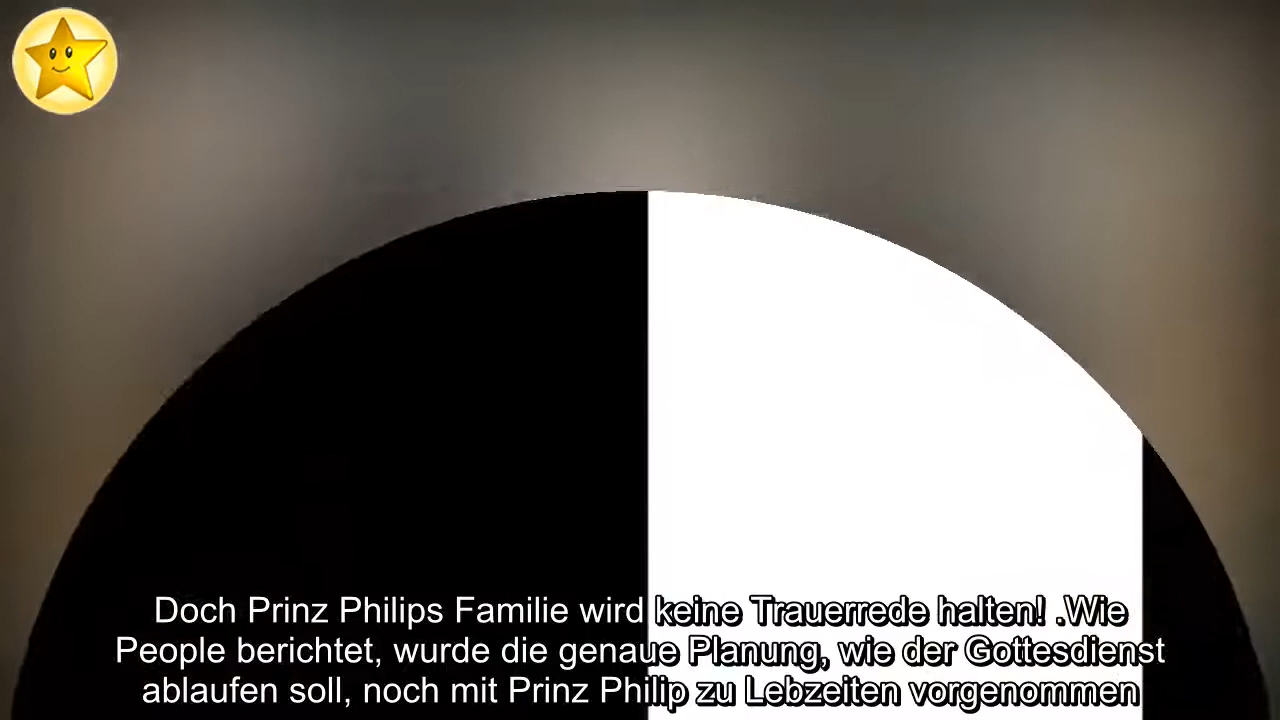 Doch Prinz Philips Familie wird keine Trauerrede halten! .Wie
People berichtet, wurde die genaue Planung, wie der Gottesdienst
ablaufen soll, noch mit Prinz Philip zu Lebzeiten vorgenommen